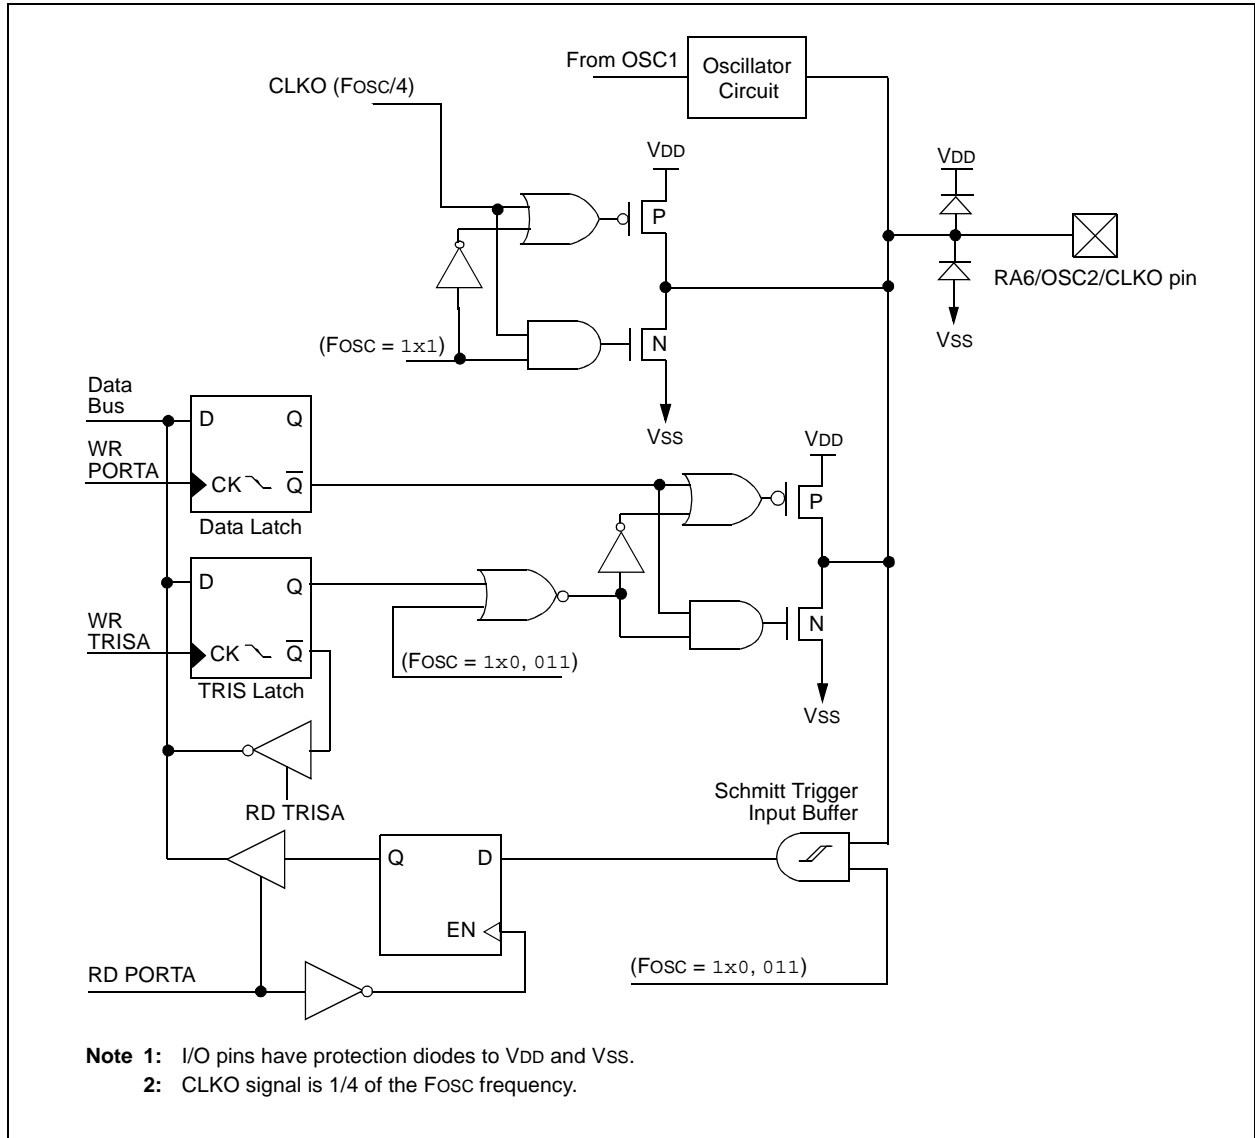 From OSC1
Oscillator
Circuit
CLKO (FOSC/4)
VDD
P
VDD
RA6/OSC2/CLKO pin
VSS
(FOSC = 1x1)
N
VSS
Data
Bus
D
Q
WR
PORTA
CK
Q
Data Latch
VDD
P
D
Q
WR
TRISA
CK
Q
TRIS Latch
(FOSC = 1x0, 011)
N
VSS
RD TRISA
Schmitt Trigger
Input Buffer
Q
D
EN
RD PORTA
(FOSC = 1x0, 011)
Note 1: I/O pins have protection diodes to VDD and VSS.
2: CLKO signal is 1/4 of the FOSC frequency.